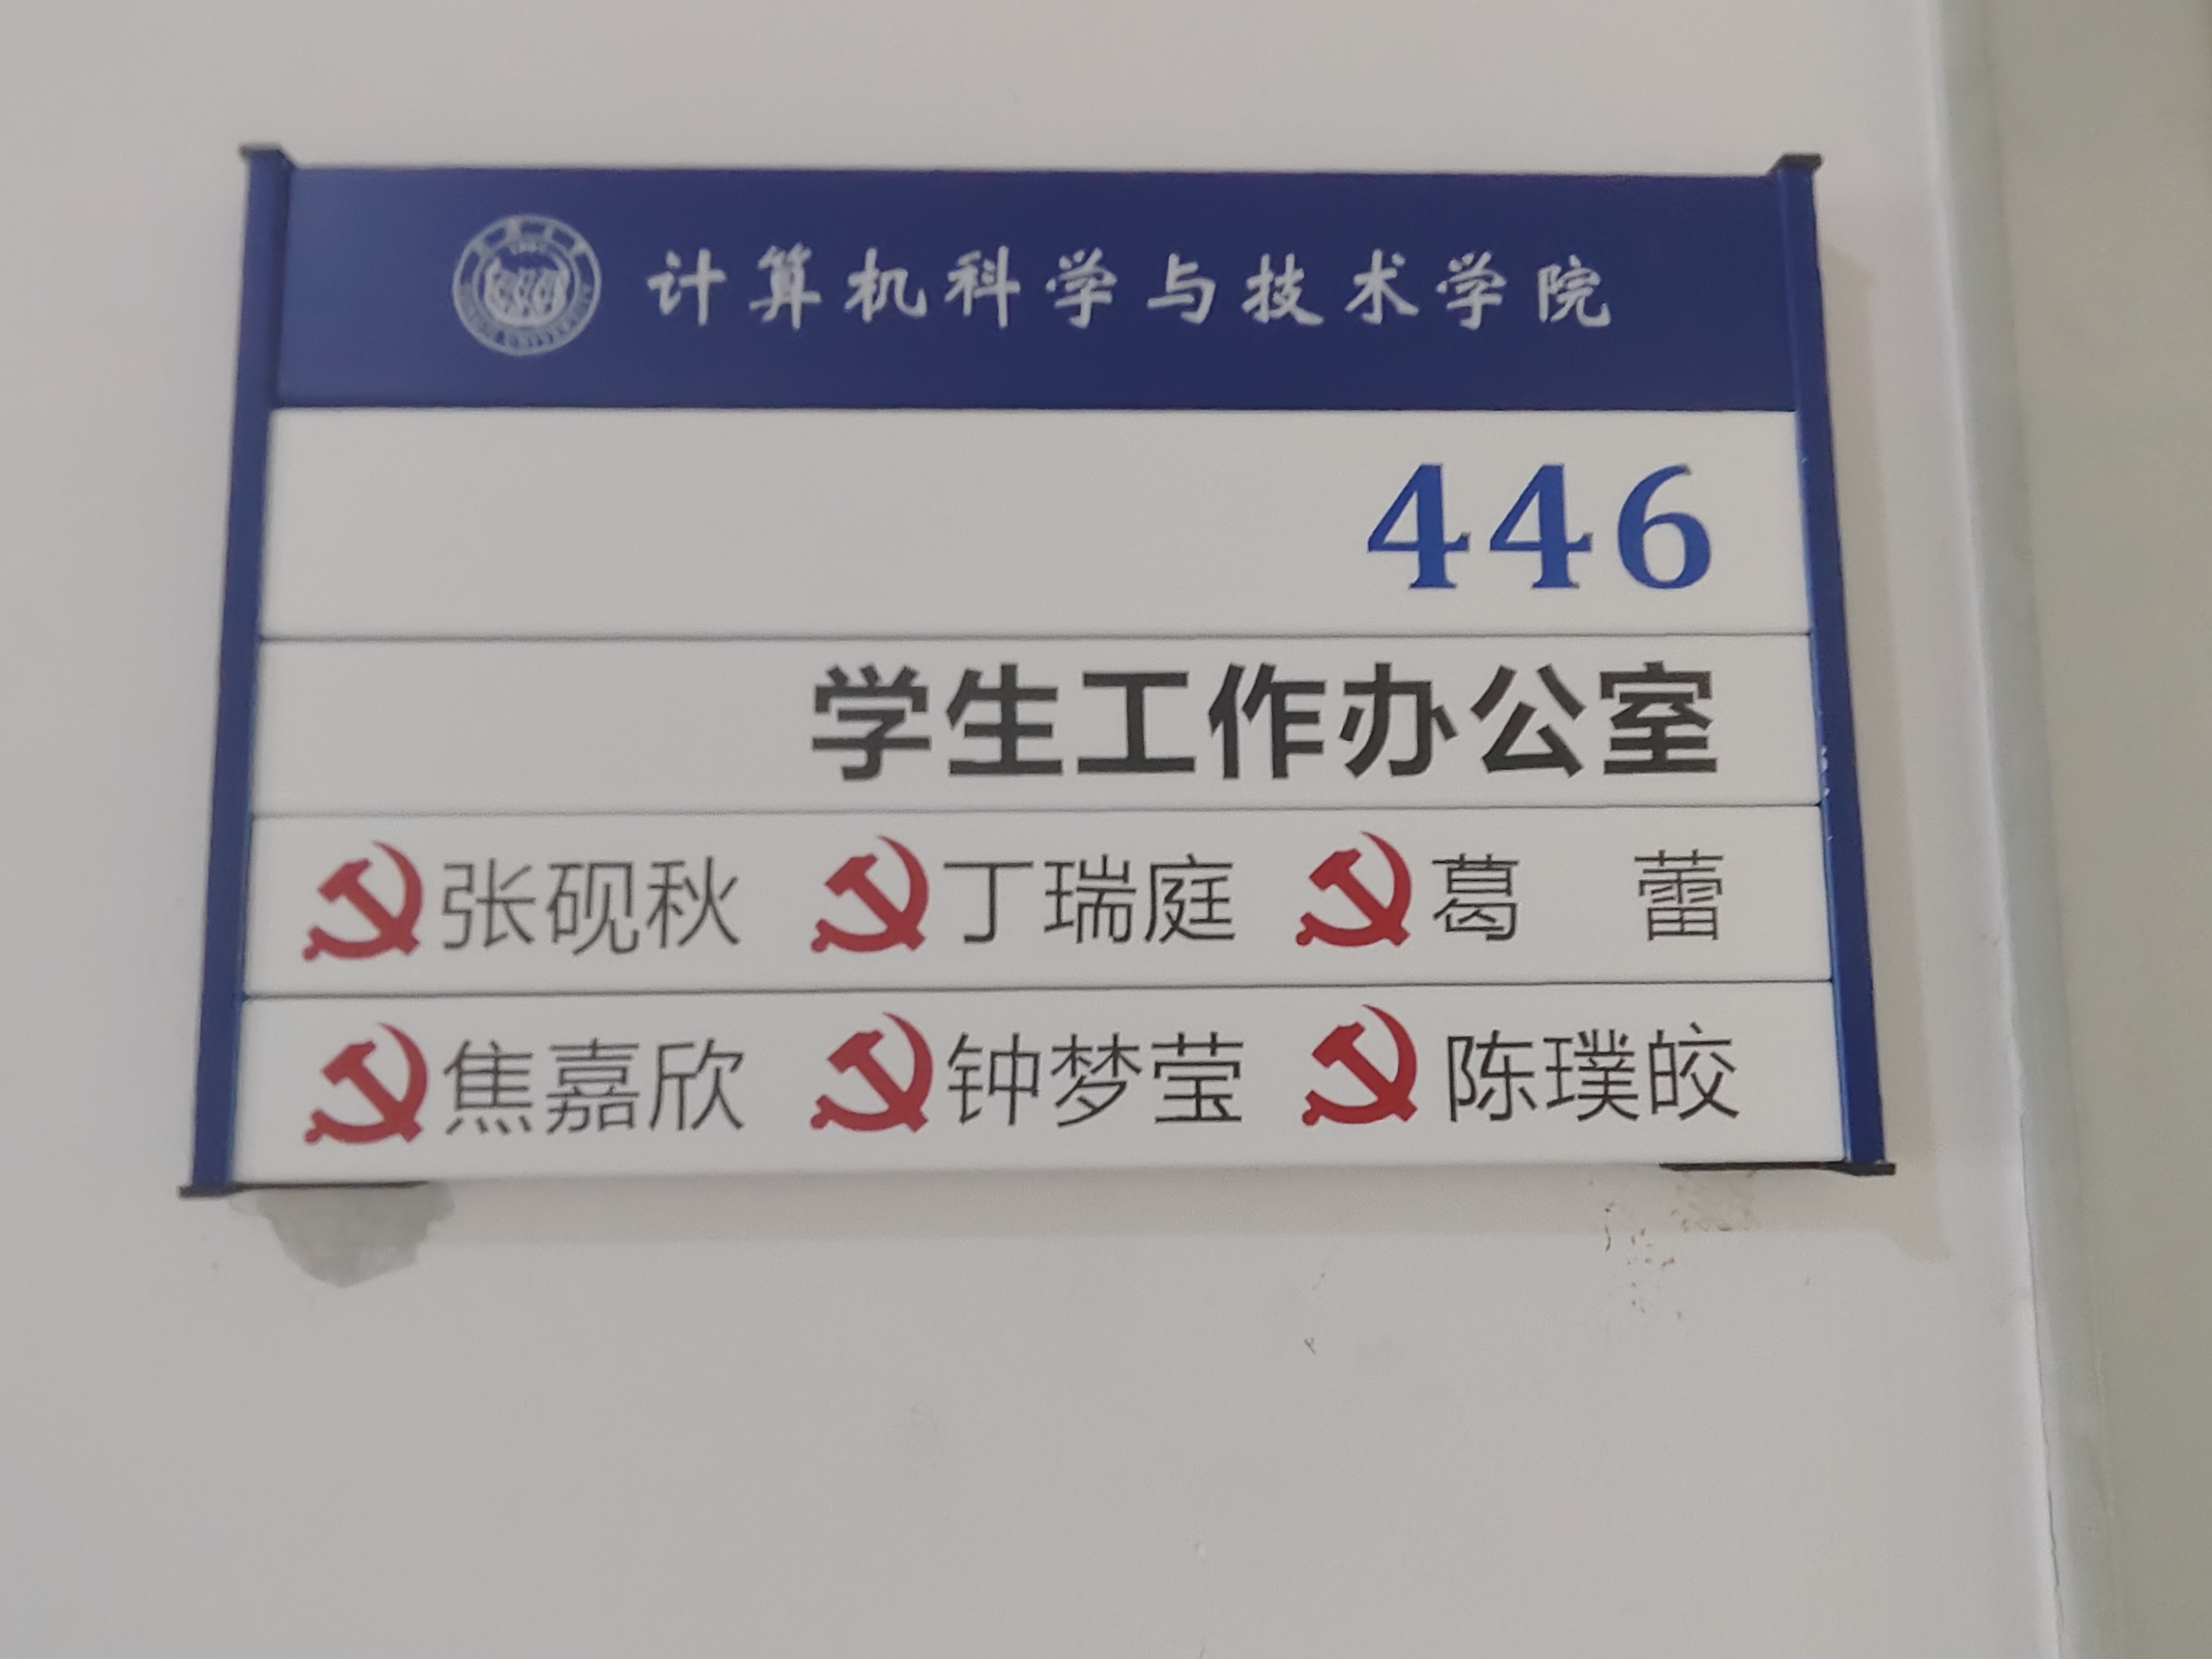 计算机科学与技术学院
446
学生工作办公室
张砚秋 丁瑞庭 葛 蕾
焦嘉欣 钟梦莹 陈璞皎